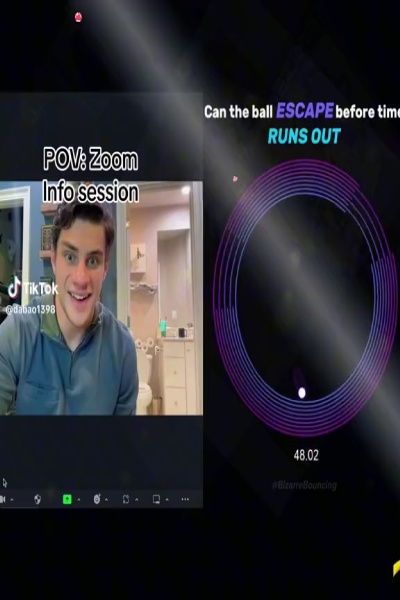 POV: Zoom
Info session
TikTok
@dabao1398
Can the ball ESCAPE before time
RUNS OUT
48.02
@BizarreBouncing